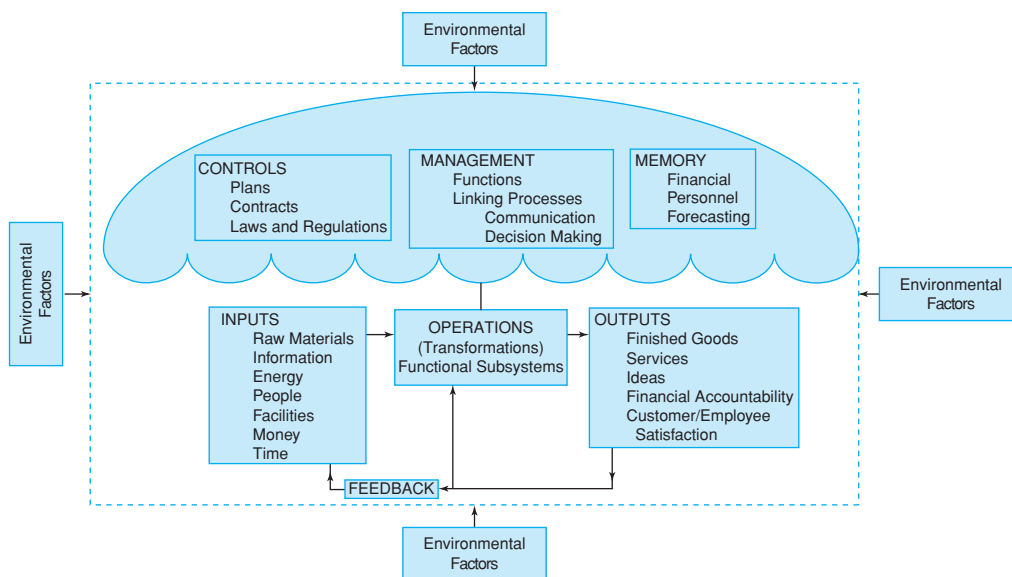 Environmental
Factors
CONTROLS
Plans
Contracts
Laws and Regulations
MANAGEMENT
Functions
Linking Processes
Communication
Decision Making
MEMORY
Financial
Personnel
Forecasting
Environmental
Factors
Environmental
Factors
INPUTS
Raw Materials
Information
Energy
People
Facilities
Money
Time
OPERATIONS
(Transformations)
Functional Subsystems
OUTPUTS
Finished Goods
Services
Ideas
Financial Accountability
Customer/Employee
Satisfaction
FEEDBACK
Environmental
Factors